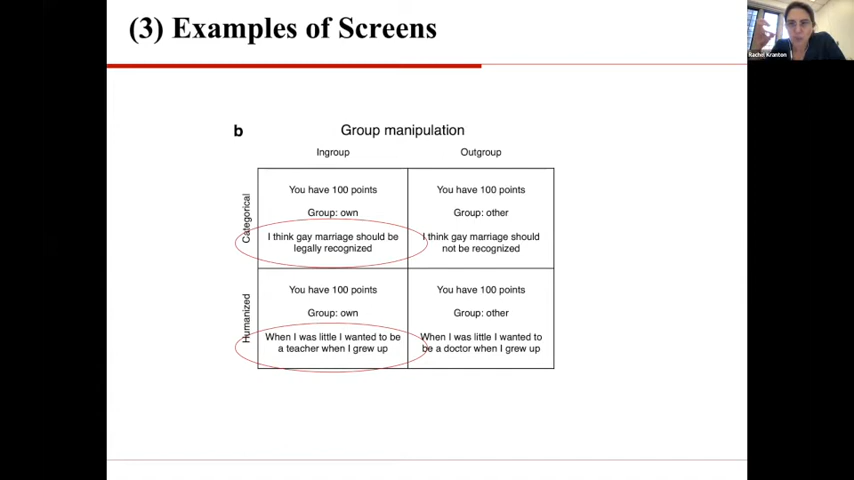 (3) Examples of Screens
Rachel Kranton
b
Group manipulation
Ingroup
Outgroup
Categorical
You have 100 points
Group: own
I think gay marriage should be
legally recognized
You have 100 points
Group: other
I think gay marriage should
not be recognized
Humanized
You have 100 points
Group: own
When I was little I wanted to be
a teacher when I grew up
You have 100 points
Group: other
When I was little I wanted to
be a doctor when I grew up